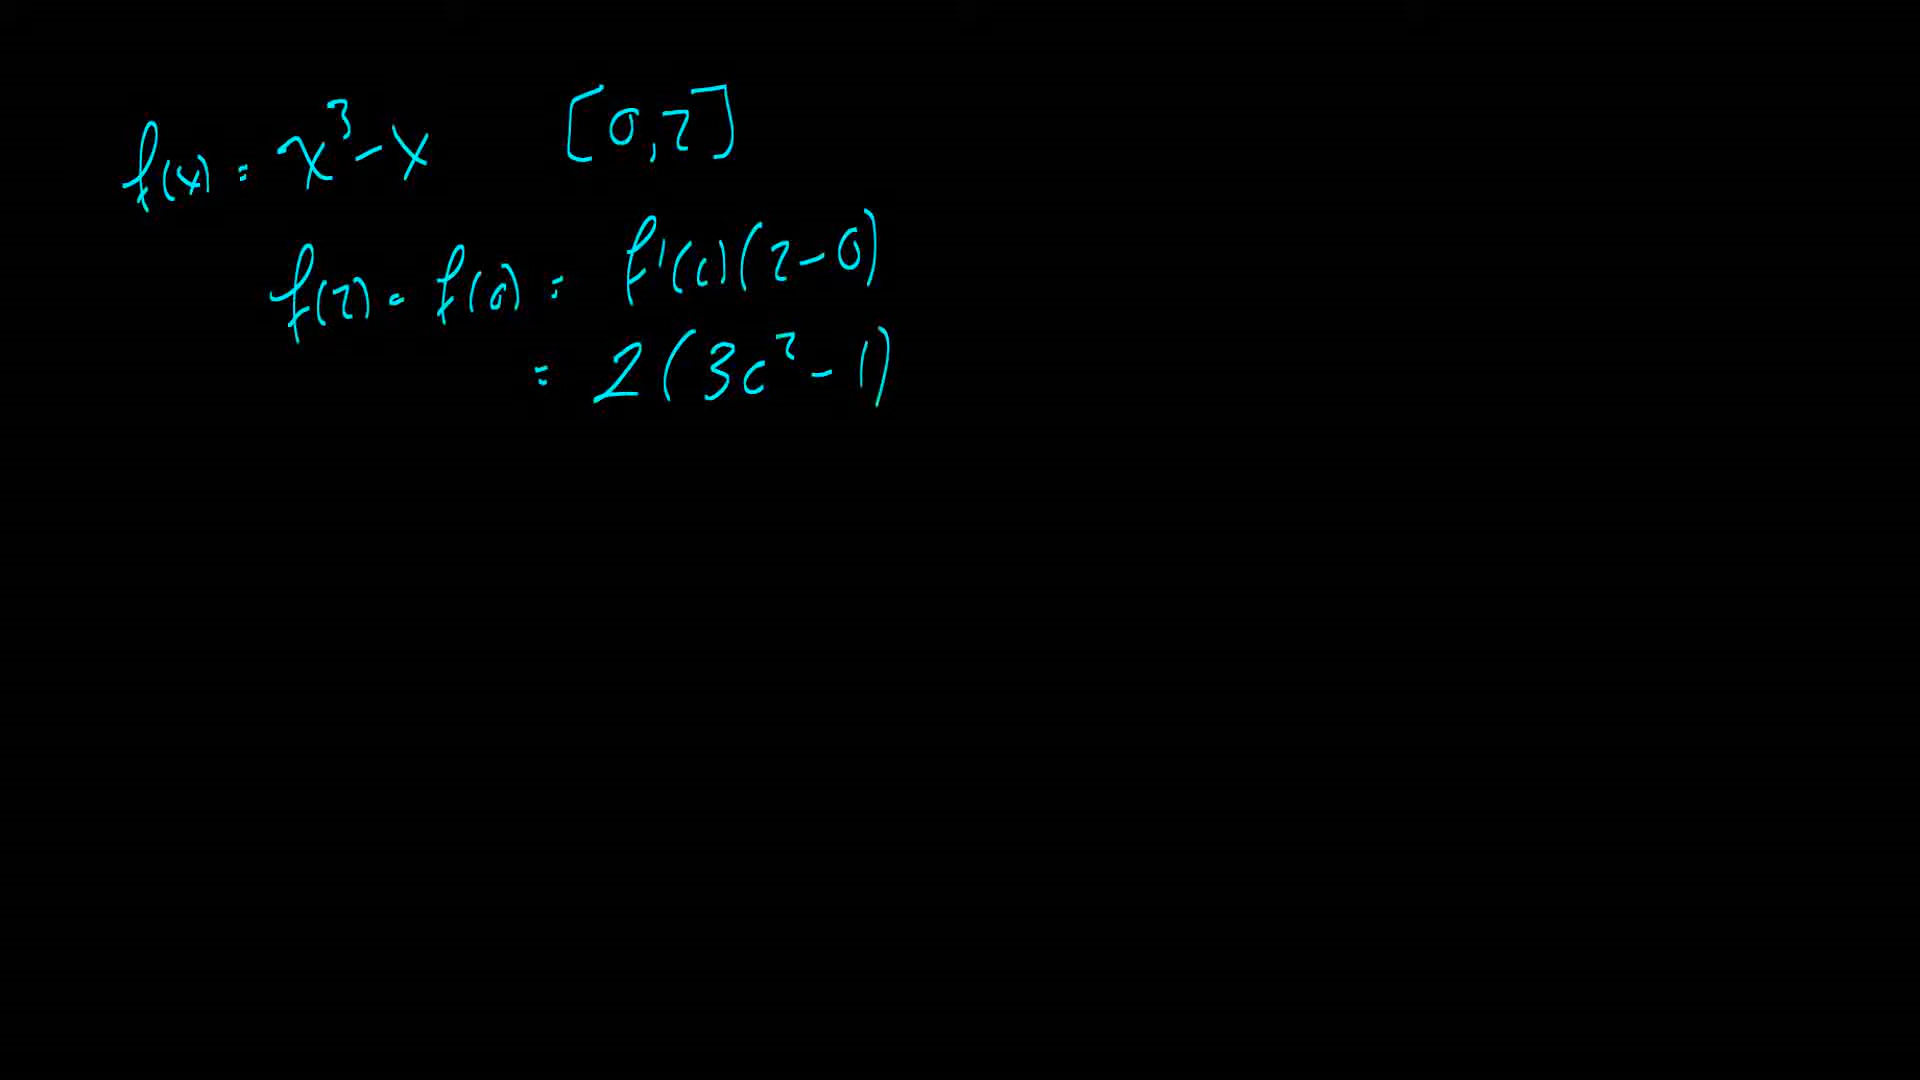 f(x) = x³ - x [0,2]
f(2) - f(0) = f'(c)(2-0)
= 2(3c² - 1)